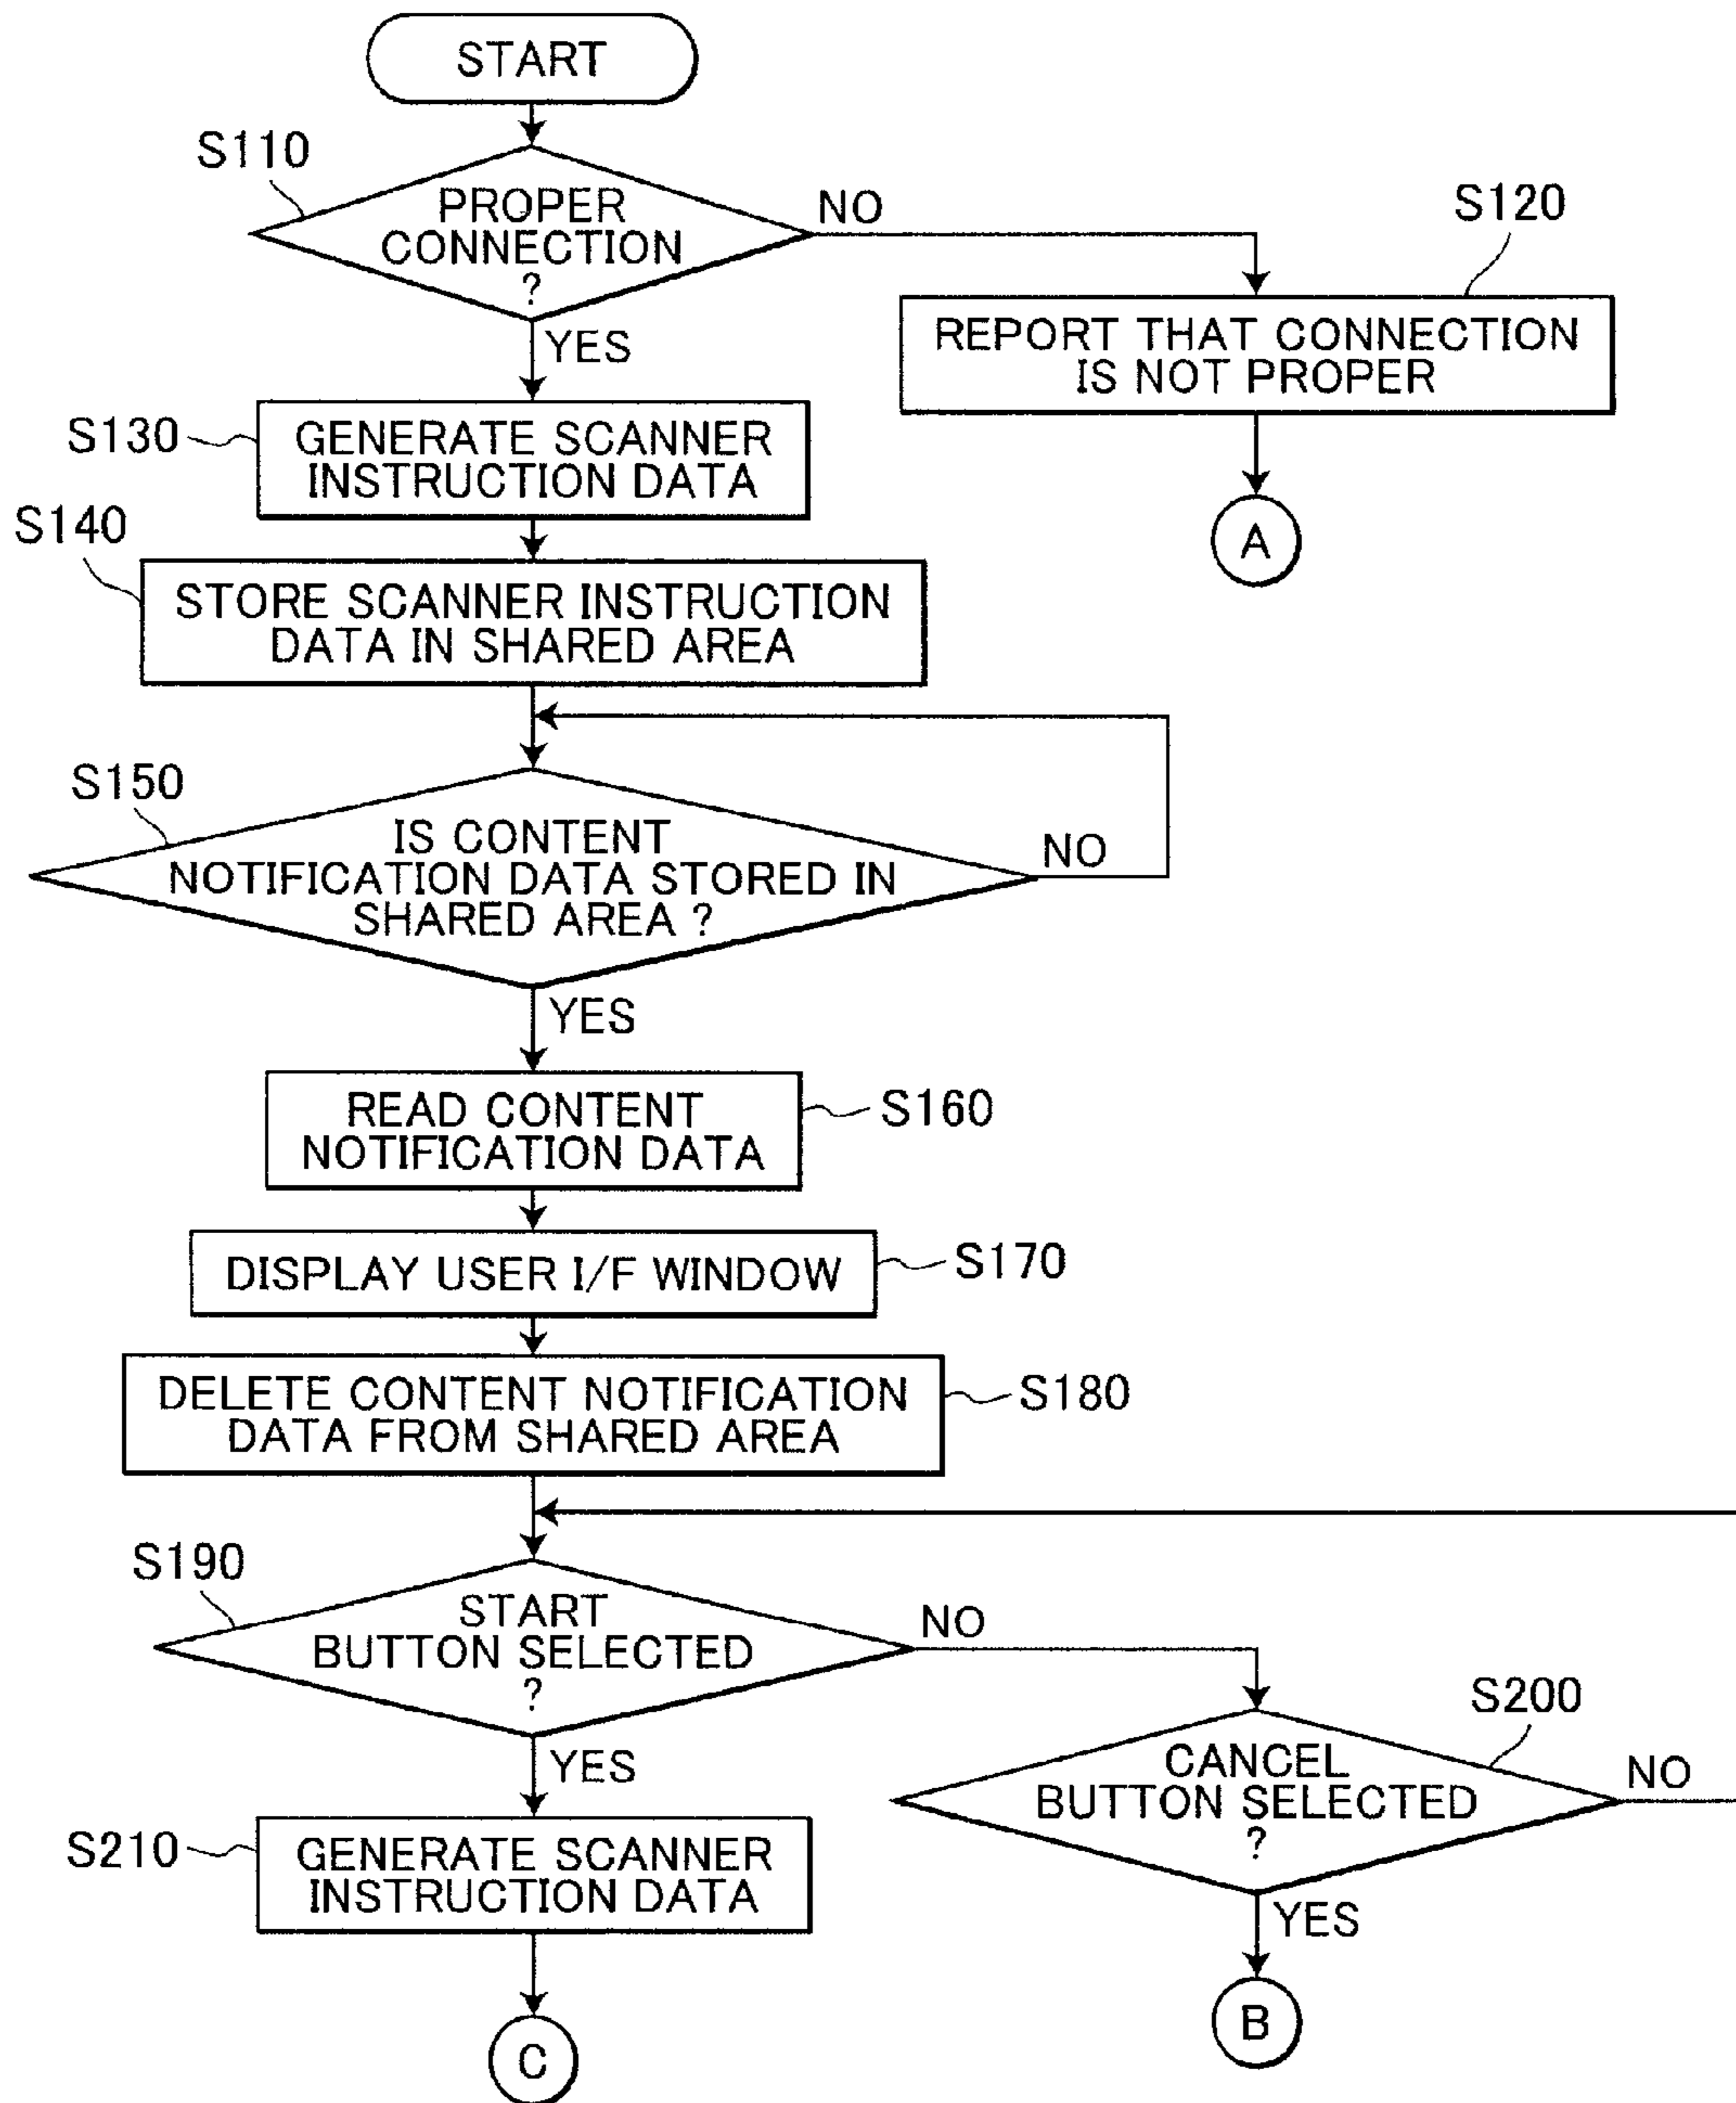 START
S110
PROPER
CONNECTION
?
NO
YES
S120
REPORT THAT CONNECTION
IS NOT PROPER
A
S130
GENERATE SCANNER
INSTRUCTION DATA
S140
STORE SCANNER INSTRUCTION
DATA IN SHARED AREA
S150
IS CONTENT
NOTIFICATION DATA STORED IN
SHARED AREA ?
NO
YES
READ CONTENT
NOTIFICATION DATA
S160
DISPLAY USER I/F WINDOW
S170
DELETE CONTENT NOTIFICATION
DATA FROM SHARED AREA
S180
S190
START
BUTTON SELECTED
?
NO
YES
S200
CANCEL
BUTTON SELECTED
?
NO
YES
B
S210
GENERATE SCANNER
INSTRUCTION DATA
C